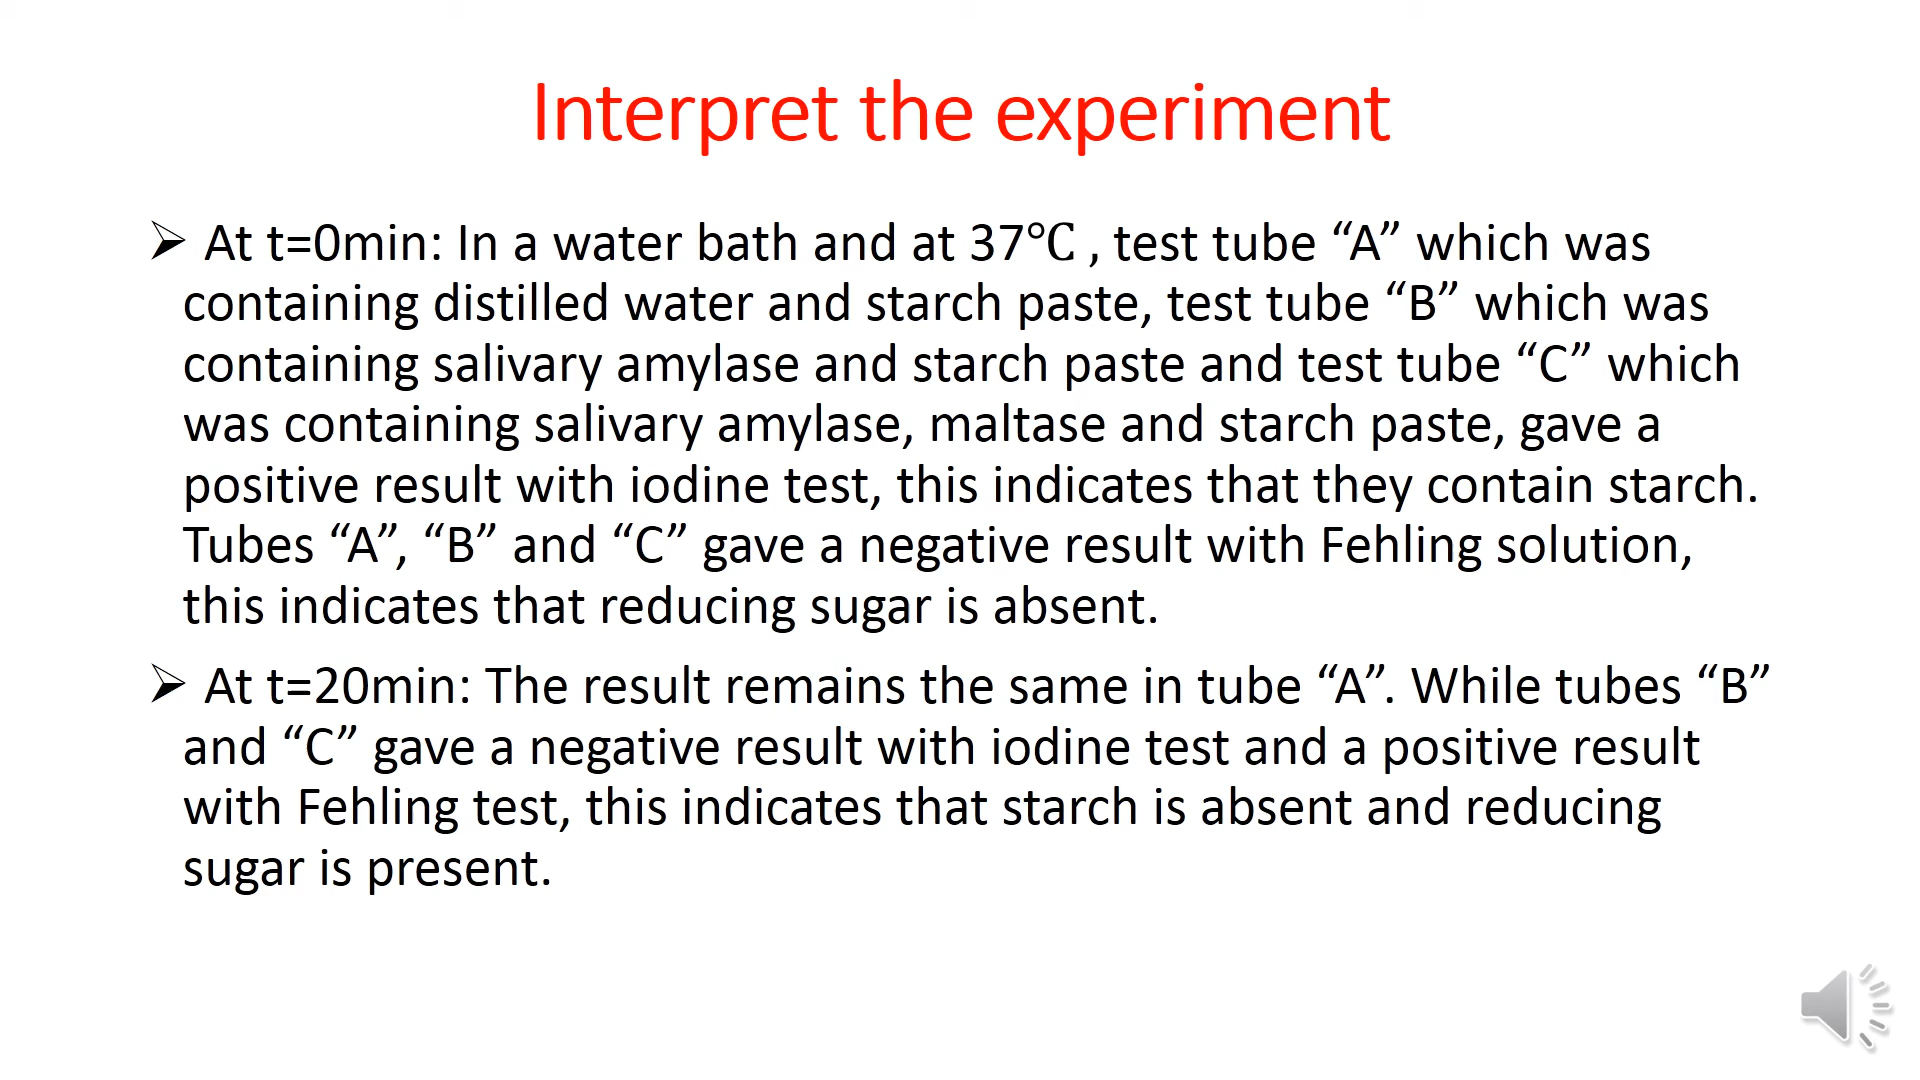 Interpret the experiment
➢ At t=0min: In a water bath and at 37℃ , test tube “A” which was
containing distilled water and starch paste, test tube “B” which was
containing salivary amylase and starch paste and test tube “C” which
was containing salivary amylase, maltase and starch paste, gave a
positive result with iodine test, this indicates that they contain starch.
Tubes “A”, “B” and “C” gave a negative result with Fehling solution,
this indicates that reducing sugar is absent.
➢ At t=20min: The result remains the same in tube “A”. While tubes “B”
and “C” gave a negative result with iodine test and a positive result
with Fehling test, this indicates that starch is absent and reducing
sugar is present.